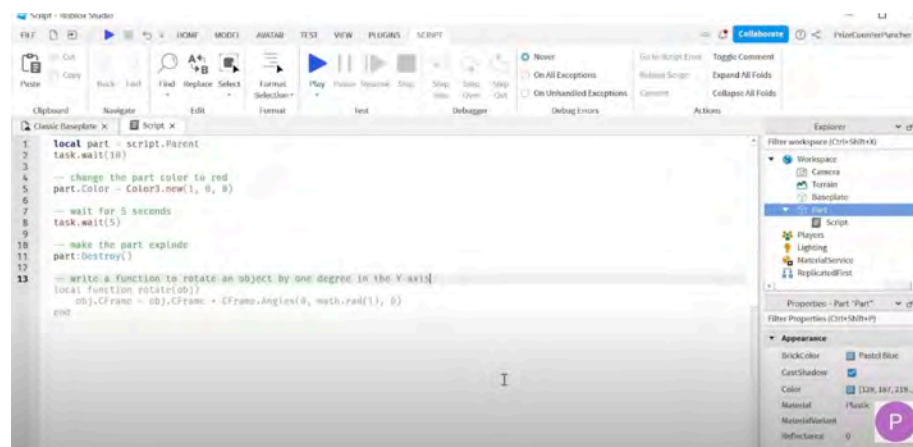 Script - Roblox Studio
FILE HOME MODEL AVATAR TEST VIEW PLUGINS SCRIPT Collaborate PrizeCounterPuncher
Cut
Copy
Paste Find Replace Select Format Selection Play Pause Resume Stop Step Into Step Over Step Out
Never
On All Exceptions
On Unhandled Exceptions
Go to Script Error Toggle Comment
Reload Script Expand All Folds
Commit Collapse All Folds
Clipboard Navigate Edit Format Test Debugger Debug Errors Actions
Classic Baseplate × Script ×
1 local part = script.Parent
2 task.wait(10)
3
4 -- change the part color to red
5 part.Color = Color3.new(1, 0, 0)
6
7 -- wait for 5 seconds
8 task.wait(5)
9
10 -- make the part explode
11 part:Destroy()
12
13 -- write a function to rotate an object by one degree in the Y axis
local function rotate(obj)
obj.CFrame = obj.CFrame * CFrame.Angles(0, math.rad(1), 0)
end
Explorer
Filter workspace (Ctrl+Shift+X)
Workspace
Camera
Terrain
Baseplate
Part
Script
Players
Lighting
MaterialService
ReplicatedFirst
Properties - Part "Part"
Filter Properties (Ctrl+Shift+P)
Appearance
BrickColor Pastel Blue
CastShadow
Color
Material Plastic
MaterialVariant
Reflectance 0
P